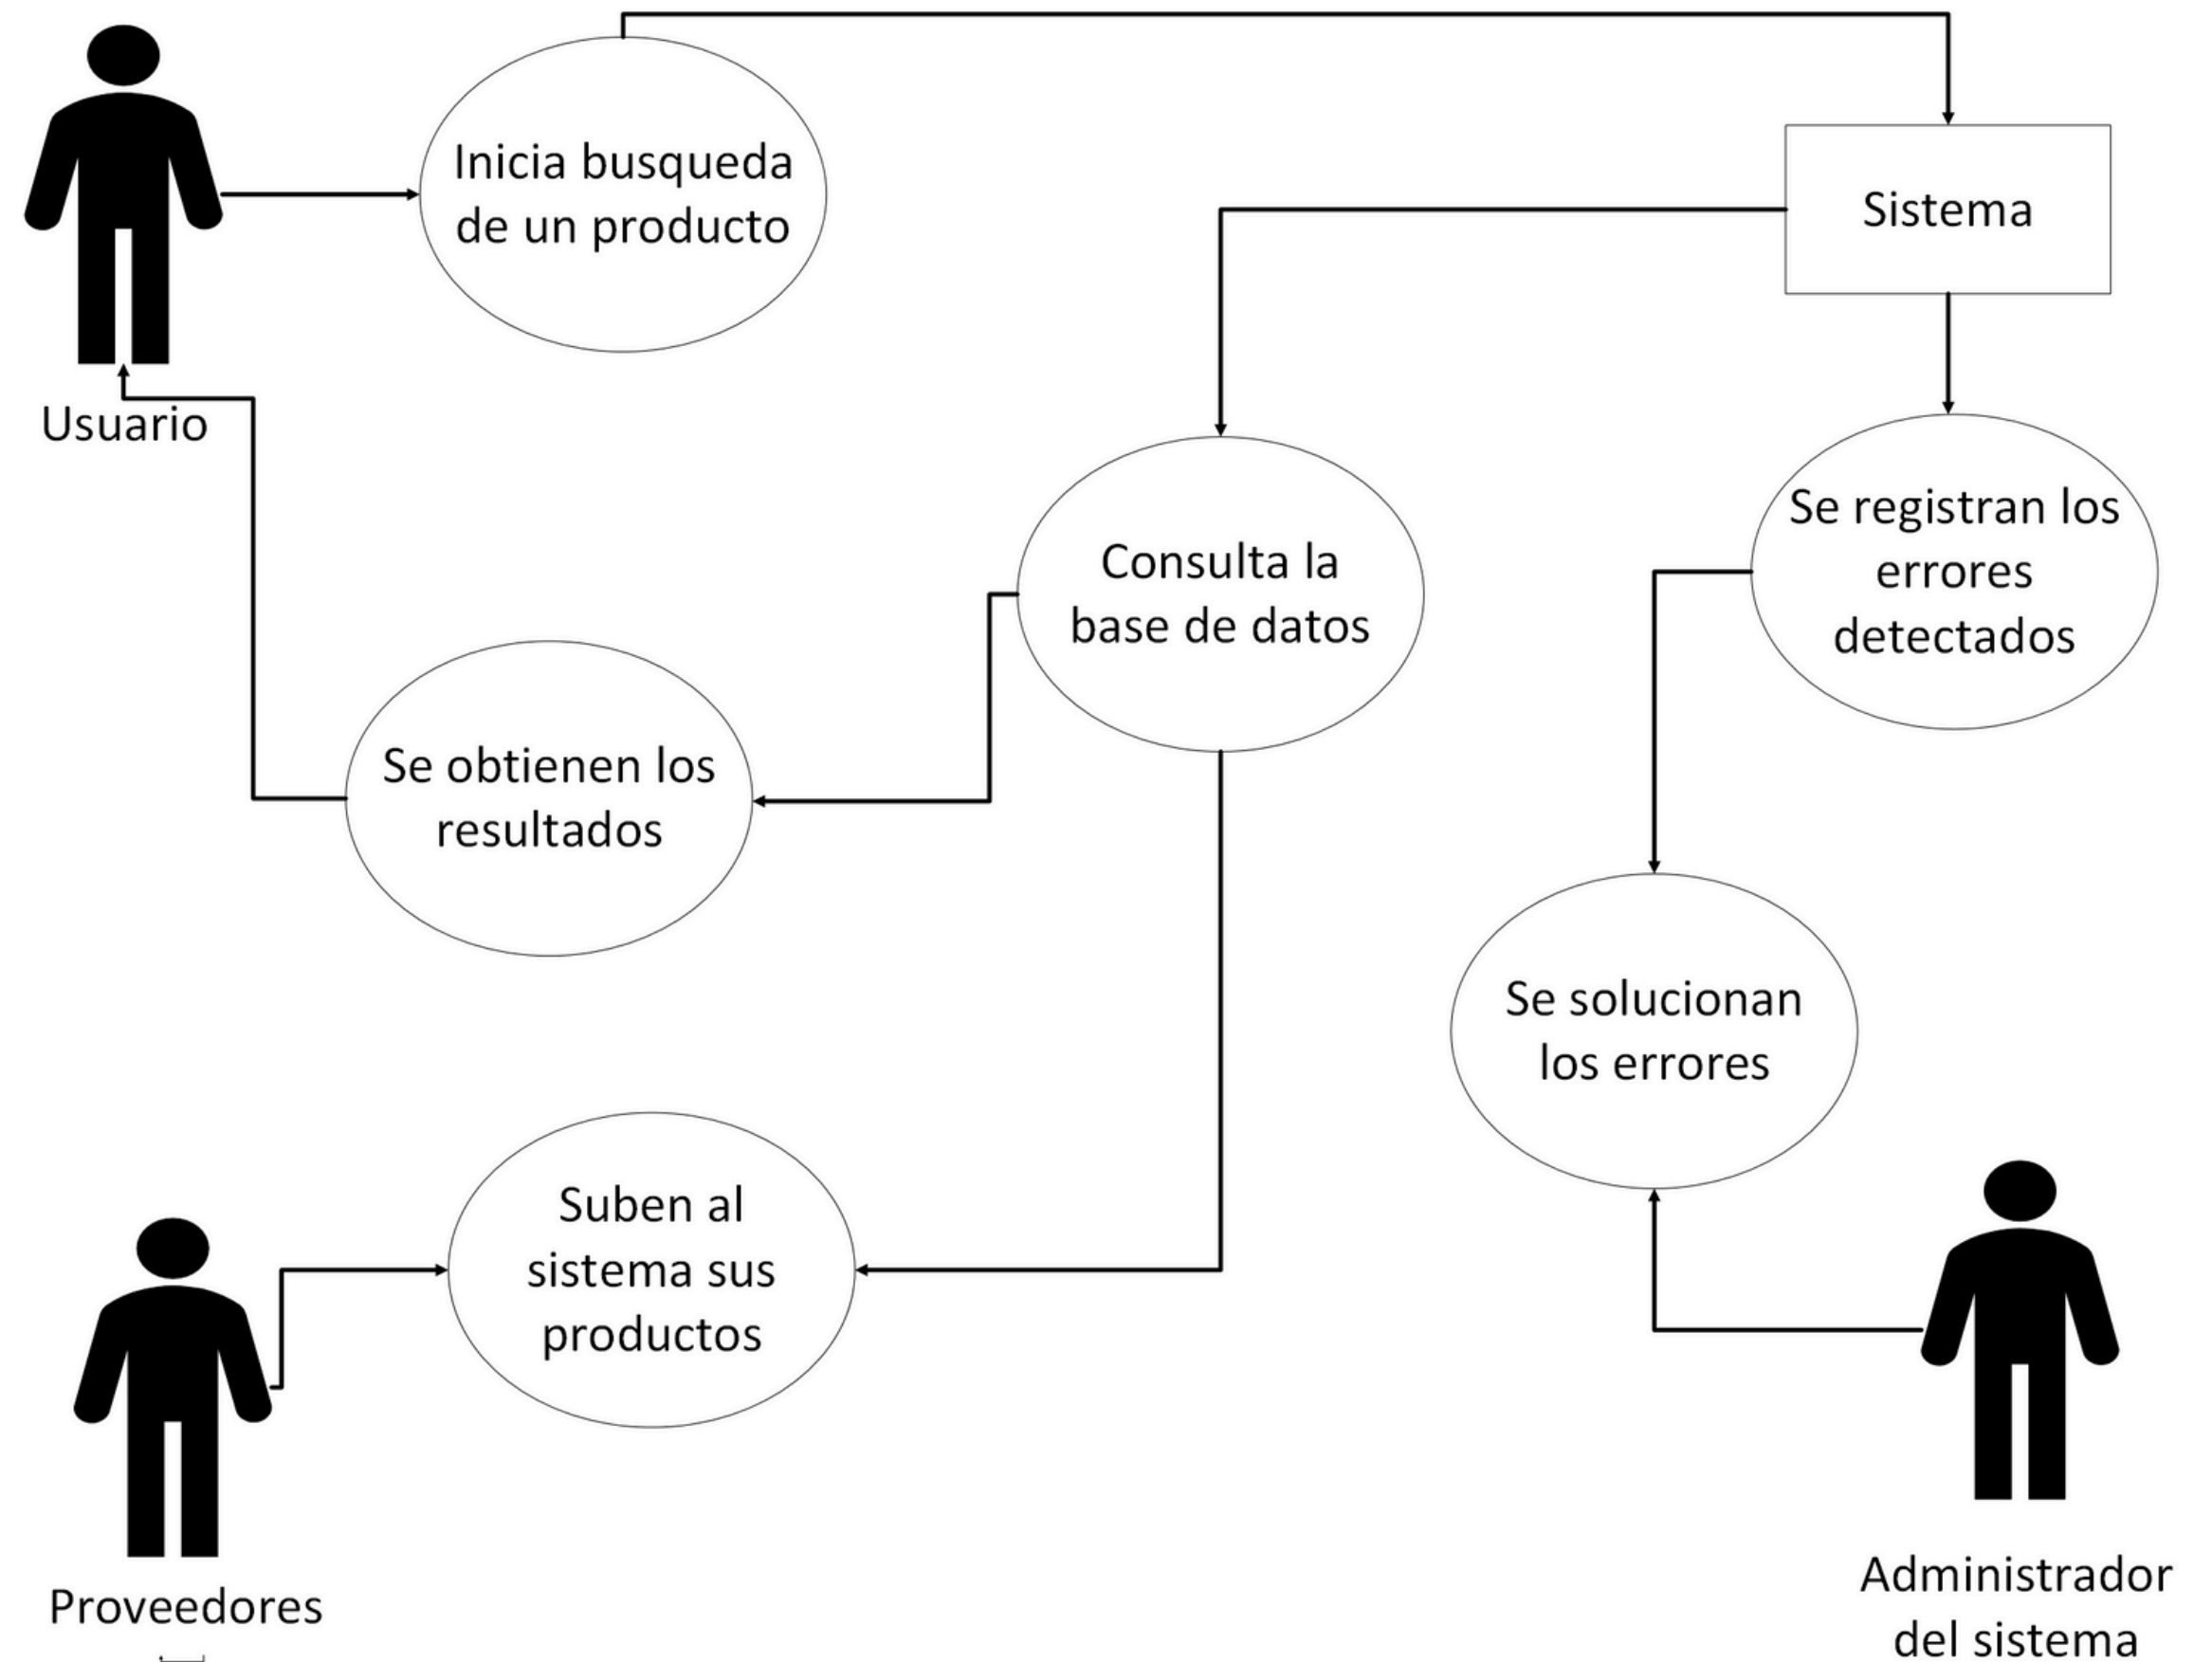 Inicia busqueda
de un producto
Sistema
Usuario
Se registran los
errores
detectados
Consulta la
base de datos
Se obtienen los
resultados
Se solucionan
los errores
Suben al
sistema sus
productos
Proveedores
Administrador
del sistema